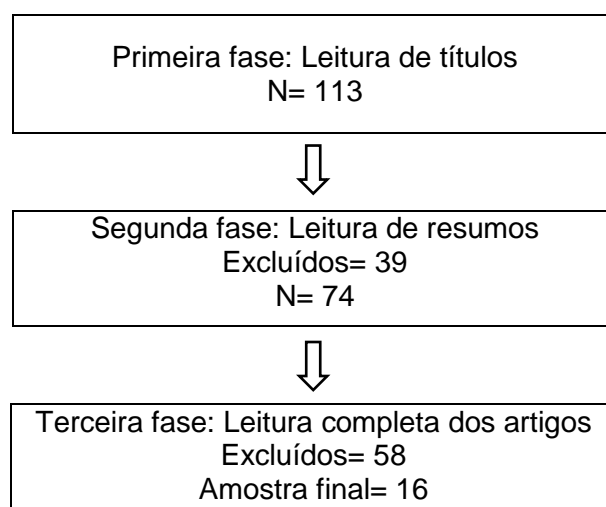 Primeira fase: Leitura de títulos
N= 113
Segunda fase: Leitura de resumos
Excluídos= 39
N= 74
Terceira fase: Leitura completa dos artigos
Excluídos= 58
Amostra final= 16